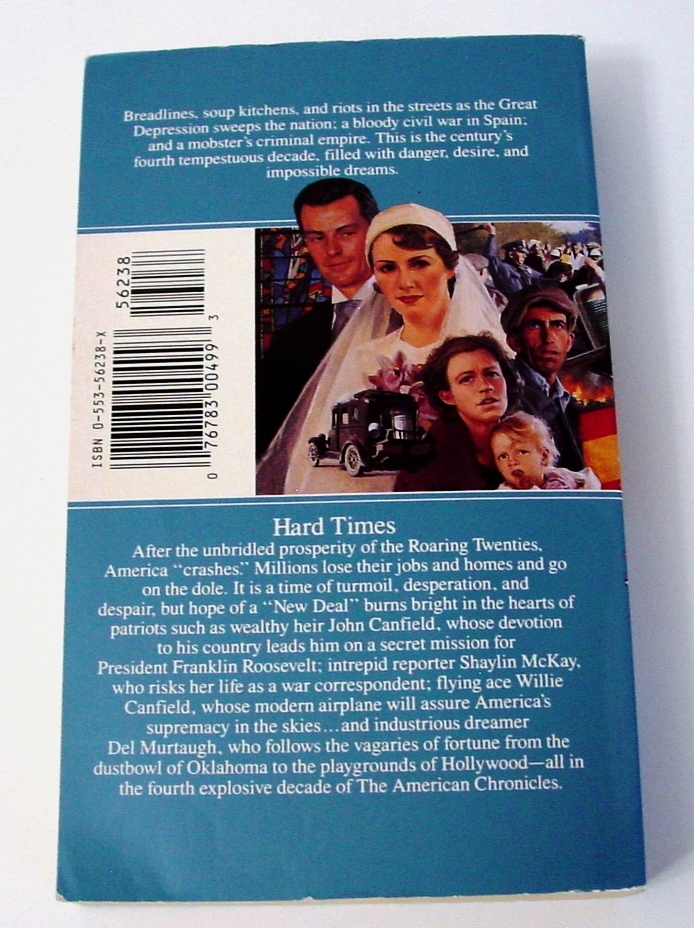 Breadlines, soup kitchens, and riots in the streets as the Great
Depression sweeps the nation; a bloody civil war in Spain;
and a mobster's criminal empire. This is the century's
fourth tempestuous decade, filled with danger, desire, and
impossible dreams.
56238
ISBN 0-553-56238-X
0 76783 00499 3
Hard Times
After the unbridled prosperity of the Roaring Twenties,
America "crashes." Millions lose their jobs and homes and go
on the dole. It is a time of turmoil, desperation, and
despair, but hope of a "New Deal" burns bright in the hearts of
patriots such as wealthy heir John Canfield, whose devotion
to his country leads him on a secret mission for
President Franklin Roosevelt; intrepid reporter Shaylin McKay,
who risks her life as a war correspondent; flying ace Willie
Canfield, whose modern airplane will assure America's
supremacy in the skies...and industrious dreamer
Del Murtaugh, who follows the vagaries of fortune from the
dustbowl of Oklahoma to the playgrounds of Hollywood—all in
the fourth explosive decade of The American Chronicles.